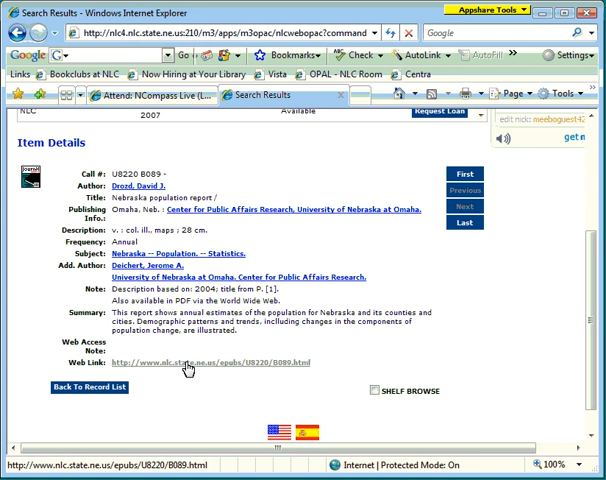 Search Results - Windows Internet Explorer
Appshare Tools
http://nlc4.nlc.state.ne.us:210/m3/apps/m3opac/nlcwebopac?command
Google
Google Go Bookmarks Check AutoLink AutoFill Settings
Links Bookclubs at NLC Now Hiring at Your Library Vista OPAL - NLC Room Centra
Attend: NCompass Live (L... Search Results Page Tools
NLC 2007 Available Request Loan
edit nick: meeboguest42
get m
Item Details
Call #: U8220 B089 - First
Author: Drozd, David J. Previous
Title: Nebraska population report / Next
Publishing Info.: Omaha, Neb. : Center for Public Affairs Research, University of Nebraska at Omaha.
Last
Description: v. : col. ill., maps ; 28 cm.
Frequency: Annual
Subject: Nebraska -- Population. -- Statistics.
Add. Author: Deichert, Jerome A.
University of Nebraska at Omaha. Center for Public Affairs Research.
Note: Description based on: 2004; title from P. [1].
Also available in PDF via the World Wide Web.
Summary: This report shows annual estimates of the population for Nebraska and its counties and
cities. Demographic patterns and trends, including changes in the components of
population change, are illustrated.
Web Access
Note:
Web Link: http://www.nlc.state.ne.us/epubs/U8220/B089.html
Back To Record List SHELF BROWSE
http://www.nlc.state.ne.us/epubs/U8220/B089.html Internet | Protected Mode: On 100%